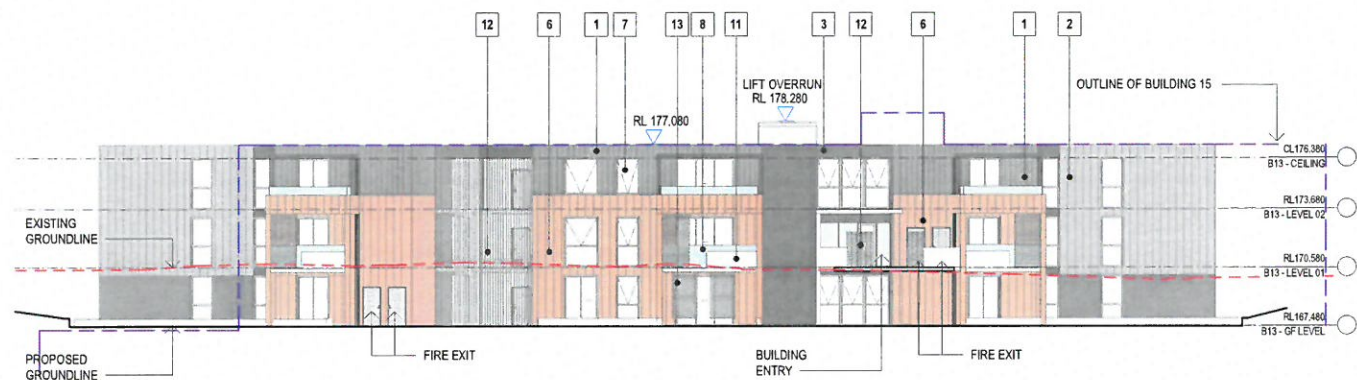 12 6 1 7 13 8 11 3 12 6 1 2
LIFT OVERRUN
RL 178,280
OUTLINE OF BUILDING 15
RL 177,080
CL176.380
B13 - CEILING
RL173.680
B13 - LEVEL 02
EXISTING
GROUNDLINE
RL170.580
B13 - LEVEL 01
RL167,480
B13 - GF LEVEL
PROPOSED
GROUNDLINE
FIRE EXIT
BUILDING
ENTRY
FIRE EXIT